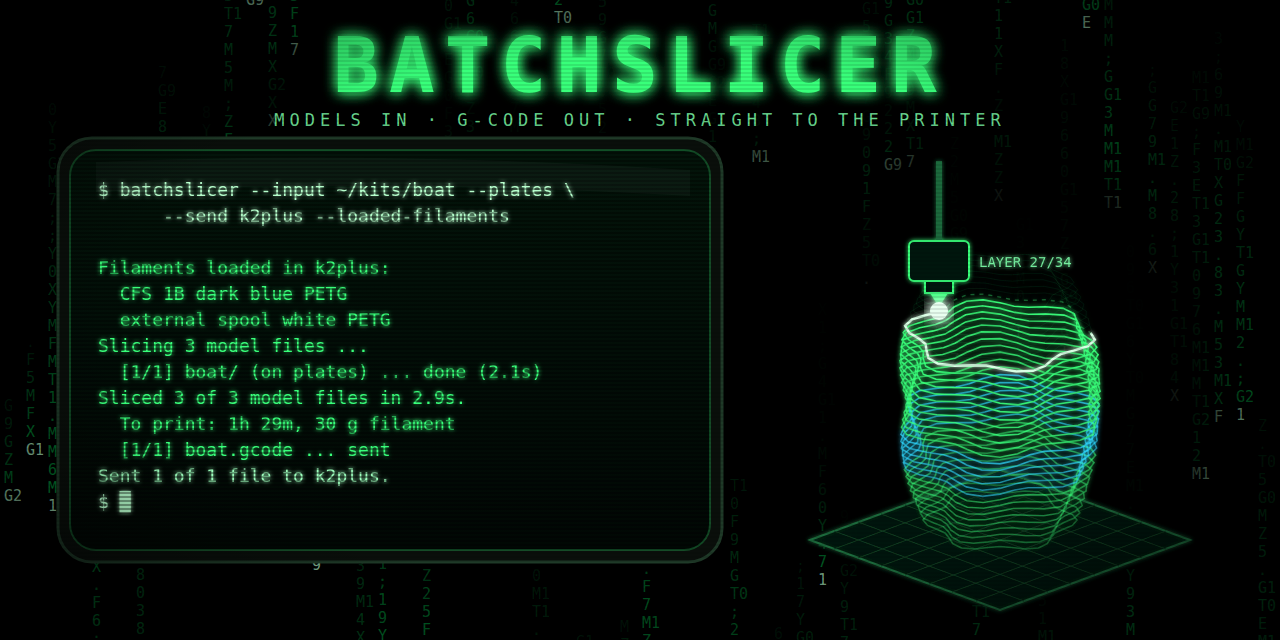 BATCHSLICER
MODELS IN · G-CODE OUT · STRAIGHT TO THE PRINTER
$ batchslicer --input ~/kits/boat --plates \
--send k2plus --loaded-filaments
Filaments loaded in k2plus:
CFS 1B dark blue PETG
external spool white PETG
Slicing 3 model files ...
[1/1] boat/ (on plates) ... done (2.1s)
Sliced 3 of 3 model files in 2.9s.
To print: 1h 29m, 30 g filament
[1/1] boat.gcode ... sent
Sent 1 of 1 file to k2plus.
$
LAYER 27/34